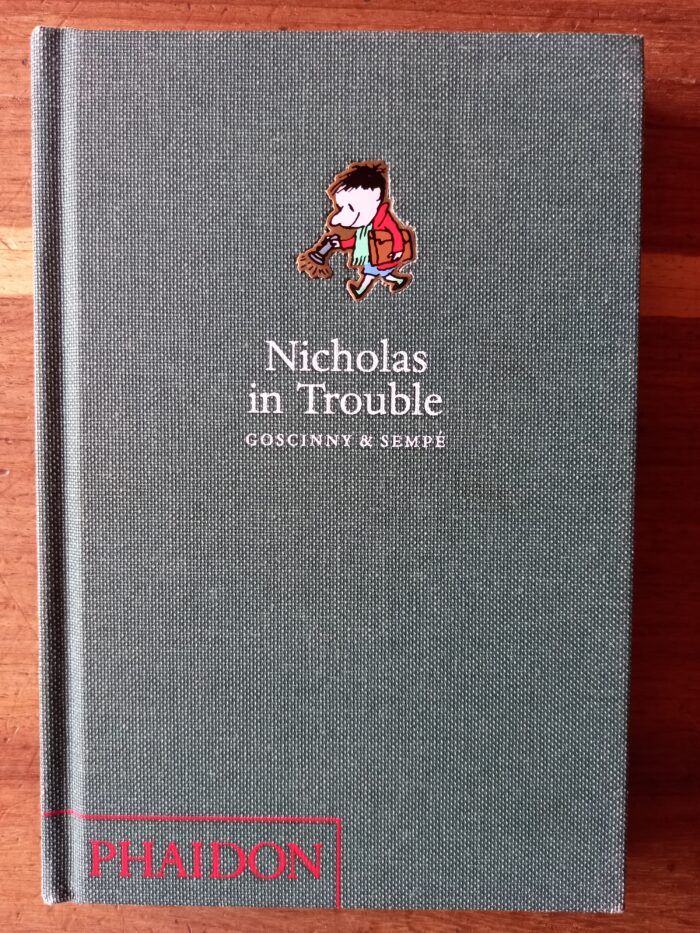 Nicholas
in Trouble
GOSCINNY & SEMPÉ
PHAIDON